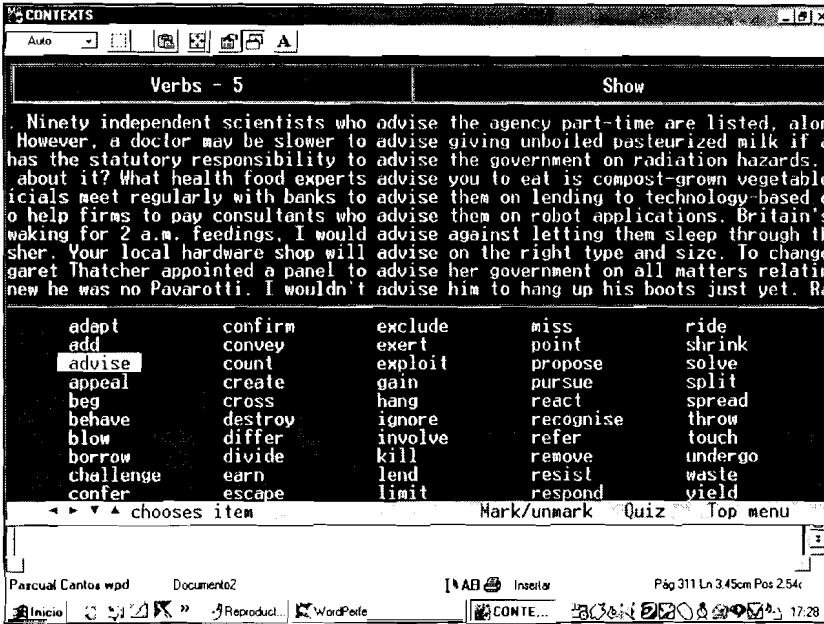 CONTEXTS
Auto
A
Verbs - 5 Show
. Ninety independent scientists who advise the agency part-time are listed, alon
However, a doctor may be slower to advise giving unboiled pasteurized milk if a
has the statutory responsibility to advise the government on radiation hazards.
about it? What health food experts advise you to eat is compost-grown vegetable
icials meet regularly with banks to advise them on lending to technology-based
o help firms to pay consultants who advise them on robot applications. Britain's
waking for 2 a.m. feedings, I would advise against letting them sleep through th
sher. Your local hardware shop will advise on the right type and size. To change
garet Thatcher appointed a panel to advise her government on all matters relatin
new he was no Pavarotti. I wouldn't advise him to hang up his boots just yet. Ra
adapt confirm exclude miss ride
add convey exert point shrink
advise count exploit propose solve
appeal create gain pursue split
beg cross hang react spread
behave destroy ignore recognise throw
blow differ involve refer touch
borrow divide kill remove undergo
challenge earn lend resist waste
confer escape limit respond yield
chooses item Mark/unmark Quiz Top menu
Pascual Cantos wpd Documento2 AB Insertar Pág 311 Ln 3.45cm Pos 2.54c
Inicio » Reproduct... WordPerfe CONTE... 17:28